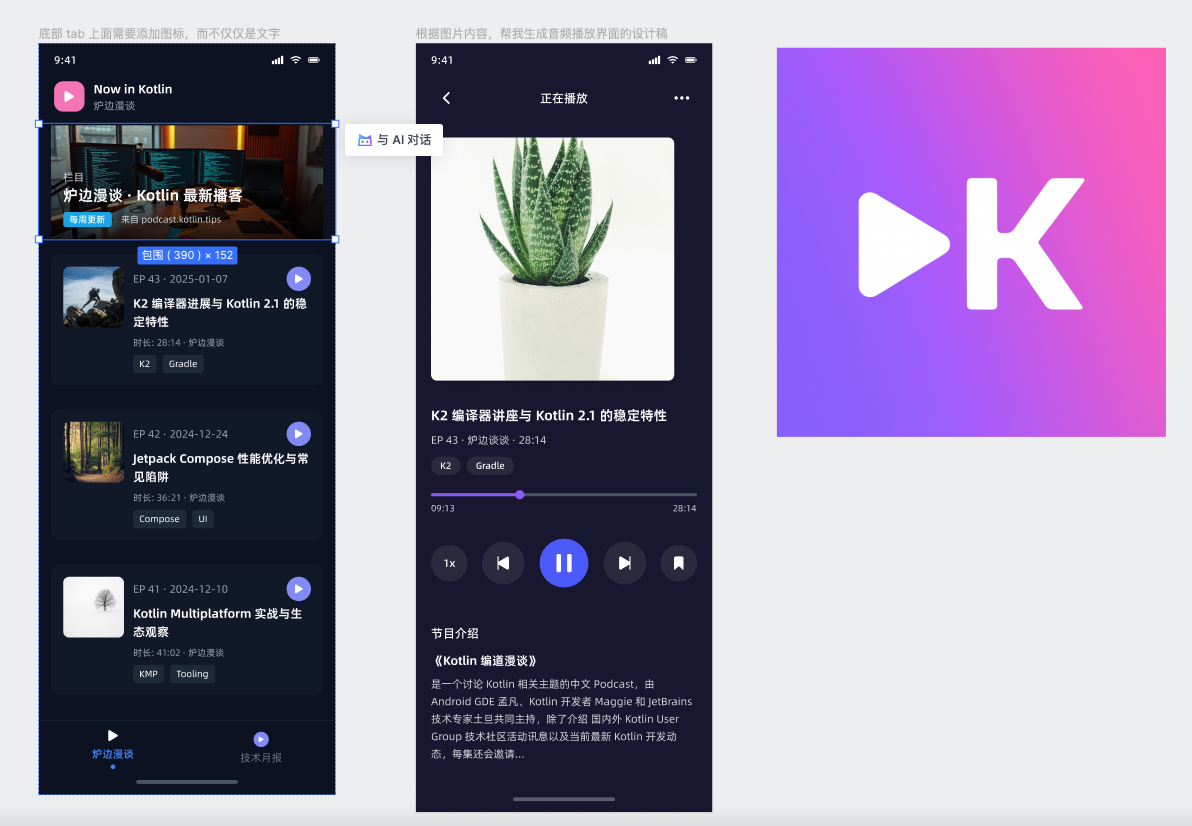 底部 tab 上面需要添加图标，而不仅仅是文字
9:41
Now in Kotlin
炉边漫谈
栏目
炉边漫谈 · Kotlin 最新播客
每周更新
来自 podcast.kotlin.tips
包围 ( 390 ) × 152
EP 43 · 2025-01-07
K2 编译器进展与 Kotlin 2.1 的稳
定特性
时长: 28:14 · 炉边漫谈
K2
Gradle
EP 42 · 2024-12-24
Jetpack Compose 性能优化与常
见陷阱
时长: 36:21 · 炉边漫谈
Compose
UI
EP 41 · 2024-12-10
Kotlin Multiplatform 实战与生
态观察
时长: 41:02 · 炉边漫谈
KMP
Tooling
炉边漫谈
技术月报
与 AI 对话
根据图片内容，帮我生成音频播放界面的设计稿
9:41
正在播放
K2 编译器讲座与 Kotlin 2.1 的稳定特性
EP 43 · 炉边谈谈 · 28:14
K2
Gradle
09:13
28:14
1x
节目介绍
《Kotlin 编道漫谈》
是一个讨论 Kotlin 相关主题的中文 Podcast，由
Android GDE 孟凡、Kotlin 开发者 Maggie 和 JetBrains
技术专家土旦共同主持，除了介绍 国内外 Kotlin User
Group 技术社区活动讯息以及当前最新 Kotlin 开发动
态，每集还会邀请...
K